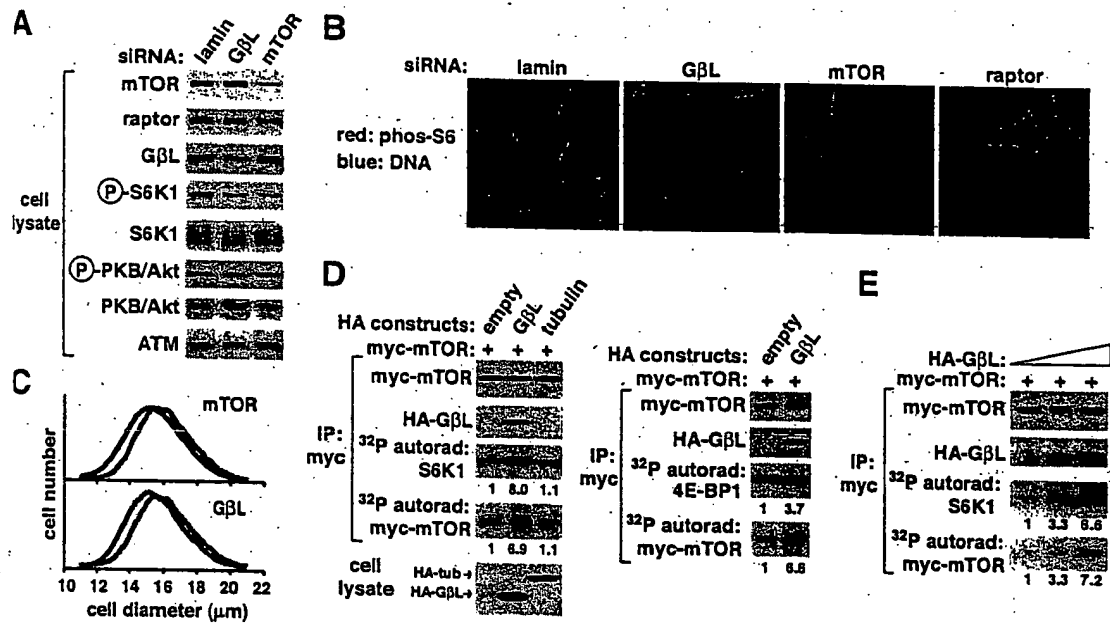 A
siRNA: lamin GβL mTOR
mTOR
raptor
GβL
P-S6K1
S6K1
P-PKB/Akt
PKB/Akt
ATM
cell lysate
B
siRNA: lamin GβL mTOR raptor
red: phos-S6
blue: DNA
C
mTOR
GβL
cell number
10 12 14 16 18 20 22
cell diameter (μm)
D
HA constructs: empty GβL tubulin
myc-mTOR: + + +
IP: myc
myc-mTOR
HA-GβL
32P autorad: S6K1
1 8.0 1.1
32P autorad: myc-mTOR
1 6.9 1.1
cell lysate
HA-tub→
HA-GβL→
HA constructs: empty GβL
myc-mTOR: + +
IP: myc
myc-mTOR
HA-GβL
32P autorad: 4E-BP1
1 3.7
32P autorad: myc-mTOR
1 6.8
E
HA-GβL:
myc-mTOR: + + +
IP: myc
myc-mTOR
HA-GβL
32P autorad: S6K1
1 3.3 6.6
32P autorad: myc-mTOR
1 3.3 7.2